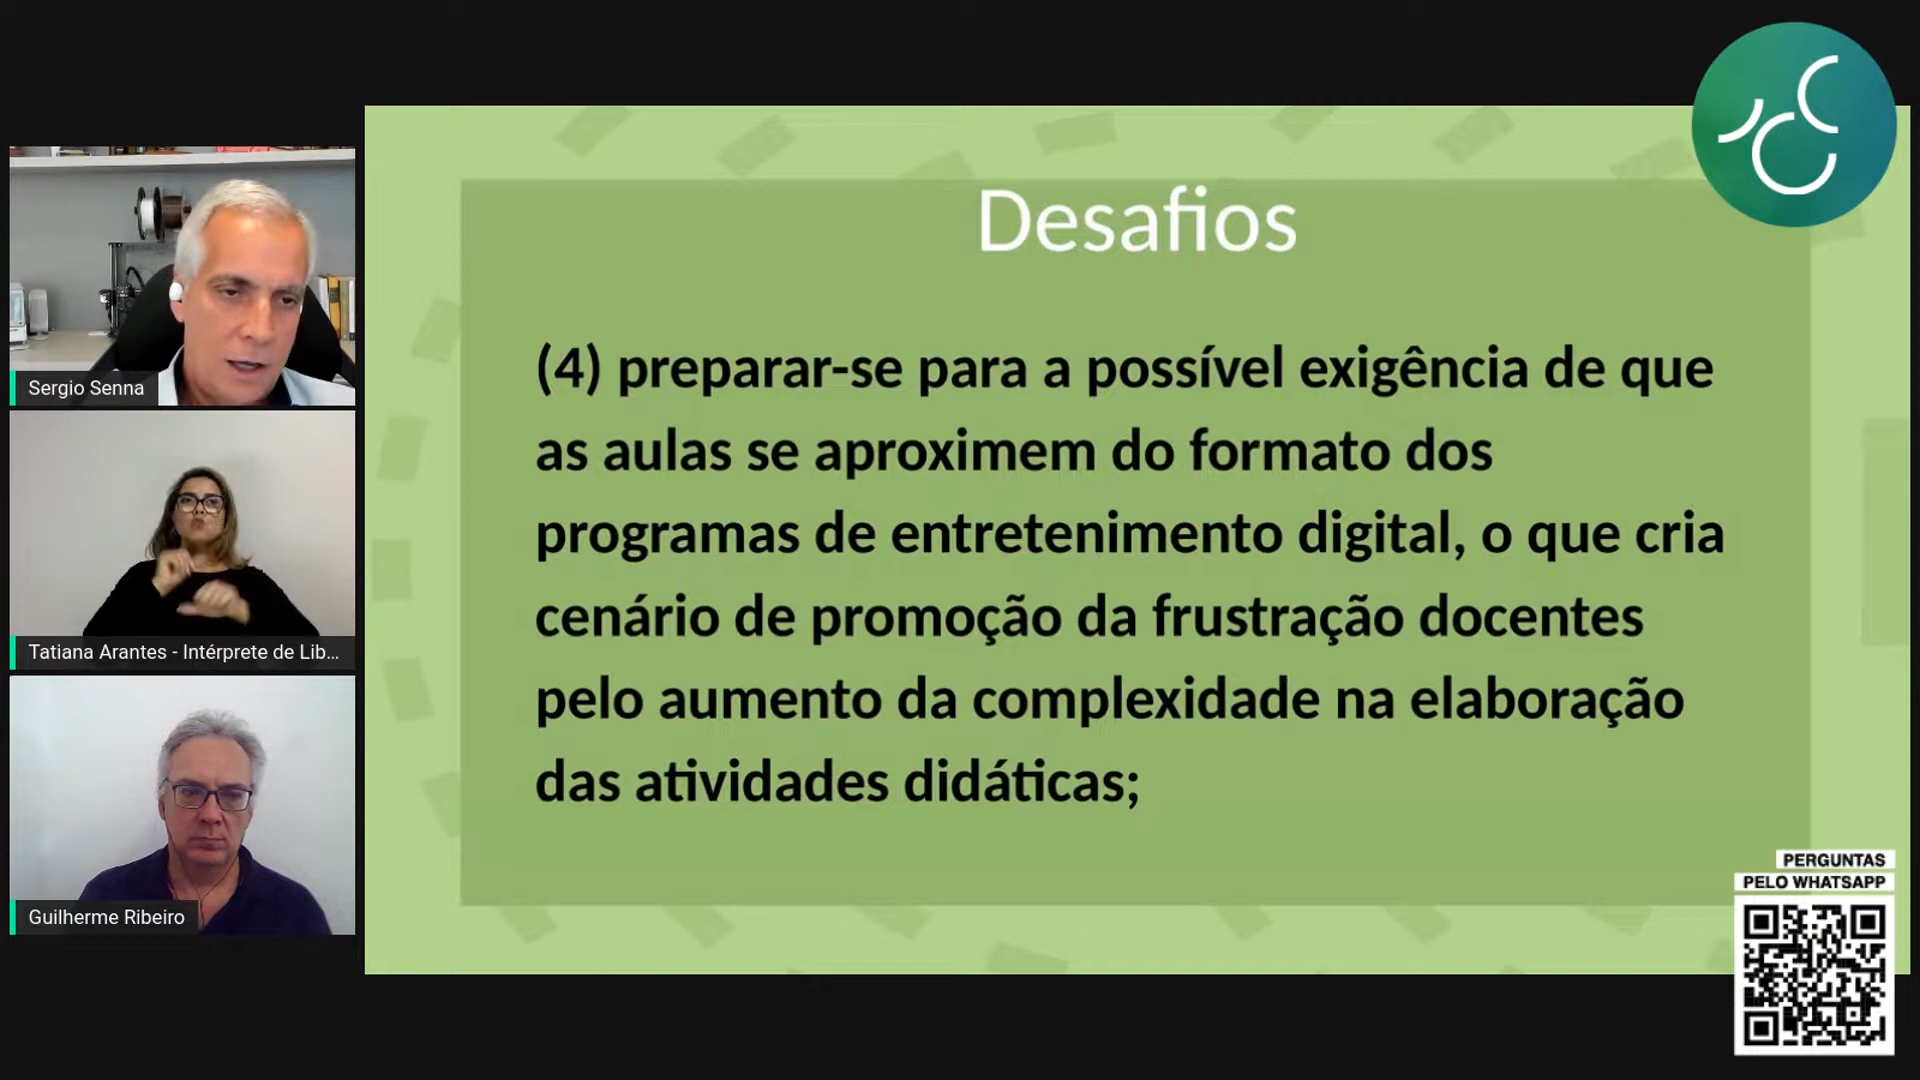 Desafios
(4) preparar-se para a possível exigência de que
as aulas se aproximem do formato dos
programas de entretenimento digital, o que cria
cenário de promoção da frustração docentes
pelo aumento da complexidade na elaboração
das atividades didáticas;
Sergio Senna
Tatiana Arantes - Intérprete de Lib...
Guilherme Ribeiro
PERGUNTAS
PELO WHATSAPP